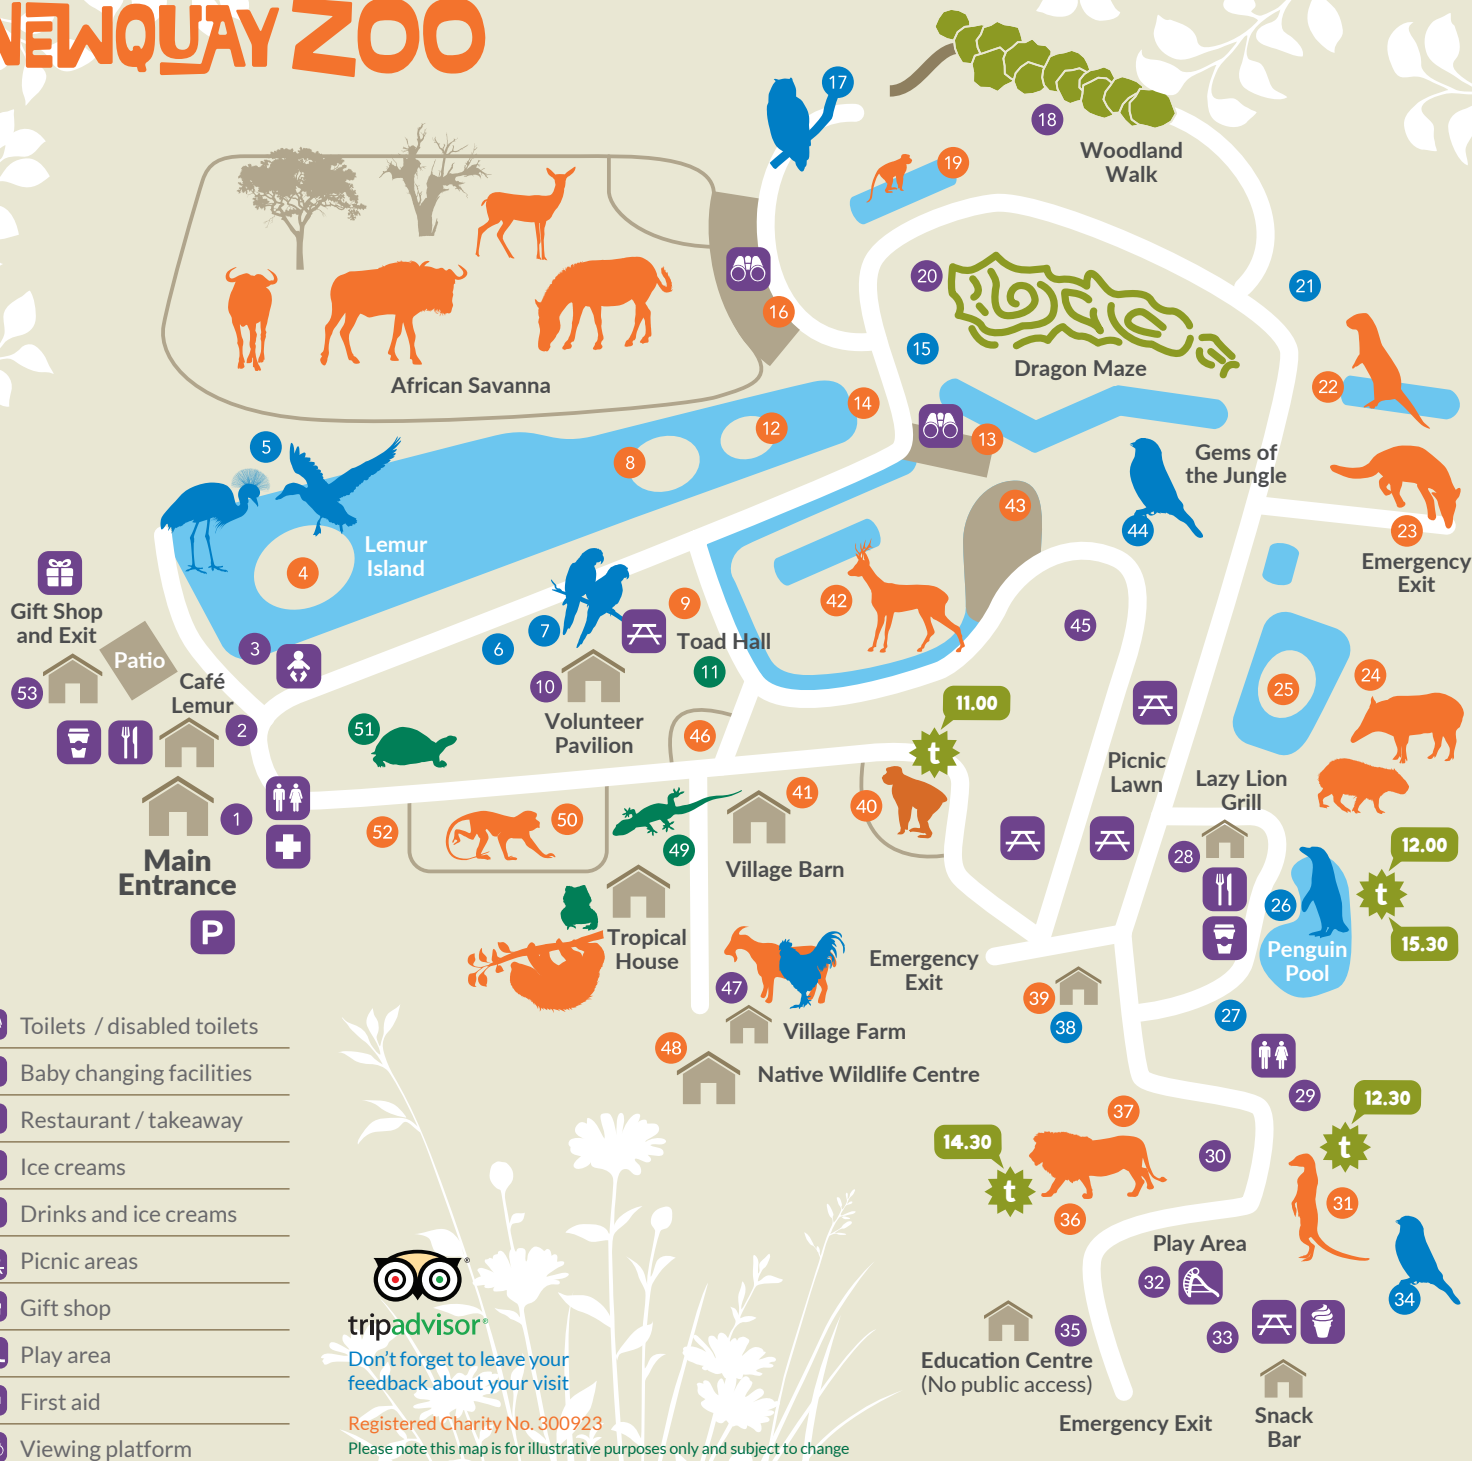 NEWQUAY ZOO
17
18
Woodland
Walk
19
20
21
16
15
Dragon Maze
22
African Savanna
14
12
13
5
8
Gems of
the Jungle
43
44
23
Emergency
Exit
Lemur
Island
4
42
9
7
6
Toad Hall
11
45
Gift Shop
and Exit
Patio
3
53
Café
Lemur
2
10
Volunteer
Pavilion
51
46
11.00
t
24
25
Picnic
Lawn
Lazy Lion
Grill
1
Main
Entrance
P
52
50
49
41
40
Village Barn
28
12.00
t
15.30
26
Penguin
Pool
Tropical
House
47
Emergency
Exit
39
38
27
Village Farm
48
Native Wildlife Centre
29
12.30
t
37
14.30
t
36
30
31
Play Area
32
34
33
35
Education Centre
(No public access)
Emergency Exit
Snack
Bar
Toilets / disabled toilets
Baby changing facilities
Restaurant / takeaway
Ice creams
Drinks and ice creams
Picnic areas
Gift shop
Play area
First aid
Viewing platform
tripadvisor®
Don't forget to leave your
feedback about your visit
Registered Charity No. 300923
Please note this map is for illustrative purposes only and subject to change